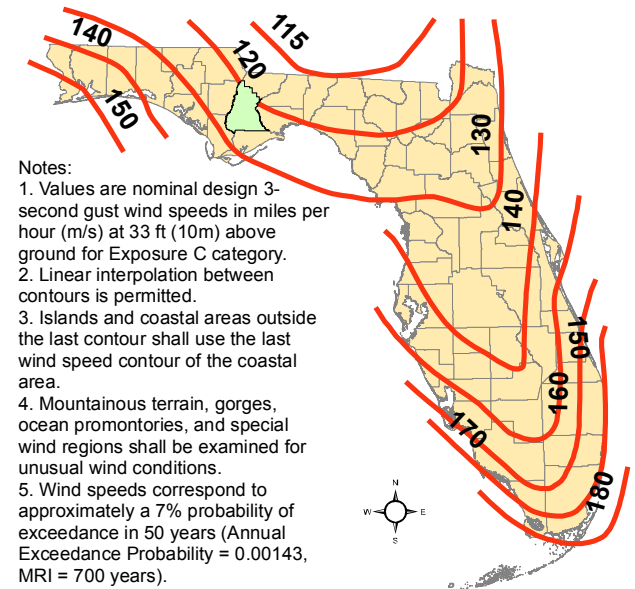 140
115
120
150
130
140
150
160
170
180
Notes:
1. Values are nominal design 3-
second gust wind speeds in miles per
hour (m/s) at 33 ft (10m) above
ground for Exposure C category.
2. Linear interpolation between
contours is permitted.
3. Islands and coastal areas outside
the last contour shall use the last
wind speed contour of the coastal
area.
4. Mountainous terrain, gorges,
ocean promontories, and special
wind regions shall be examined for
unusual wind conditions.
5. Wind speeds correspond to
approximately a 7% probability of
exceedance in 50 years (Annual
Exceedance Probability = 0.00143,
MRI = 700 years).
N
W E
S